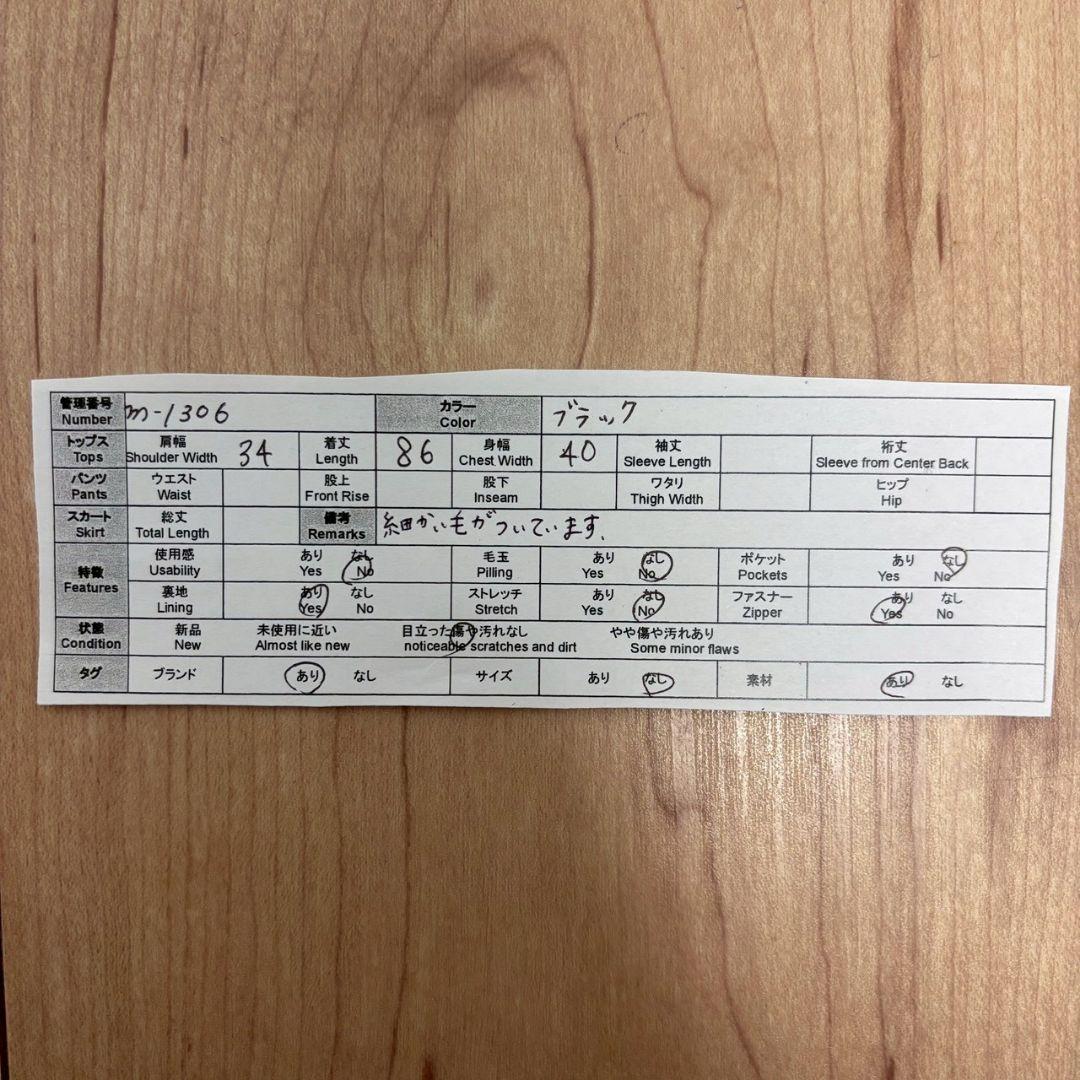 管理番号 m-1306 カラー ブラック
Number Color
トップス 肩幅 34 着丈 86 身幅 40 袖丈 裄丈
Tops Shoulder Width Length Chest Width Sleeve Length Sleeve from Center Back
パンツ ウエスト 股上 股下 ワタリ ヒップ
Pants Waist Front Rise Inseam Thigh Width Hip
スカート 総丈 備考 細かい毛がついています.
Skirt Total Length Remarks
特徴 使用感 あり なし 毛玉 あり なし ポケット あり なし
Features Usability Yes No Pilling Yes No Pockets Yes No
裏地 あり なし ストレッチ あり なし ファスナー あり なし
Lining Yes No Stretch Yes No Zipper Yes No
状態 新品 未使用に近い 目立った傷や汚れなし やや傷や汚れあり
Condition New Almost like new noticeable scratches and dirt Some minor flaws
タグ ブランド あり なし サイズ あり なし 素材 あり なし